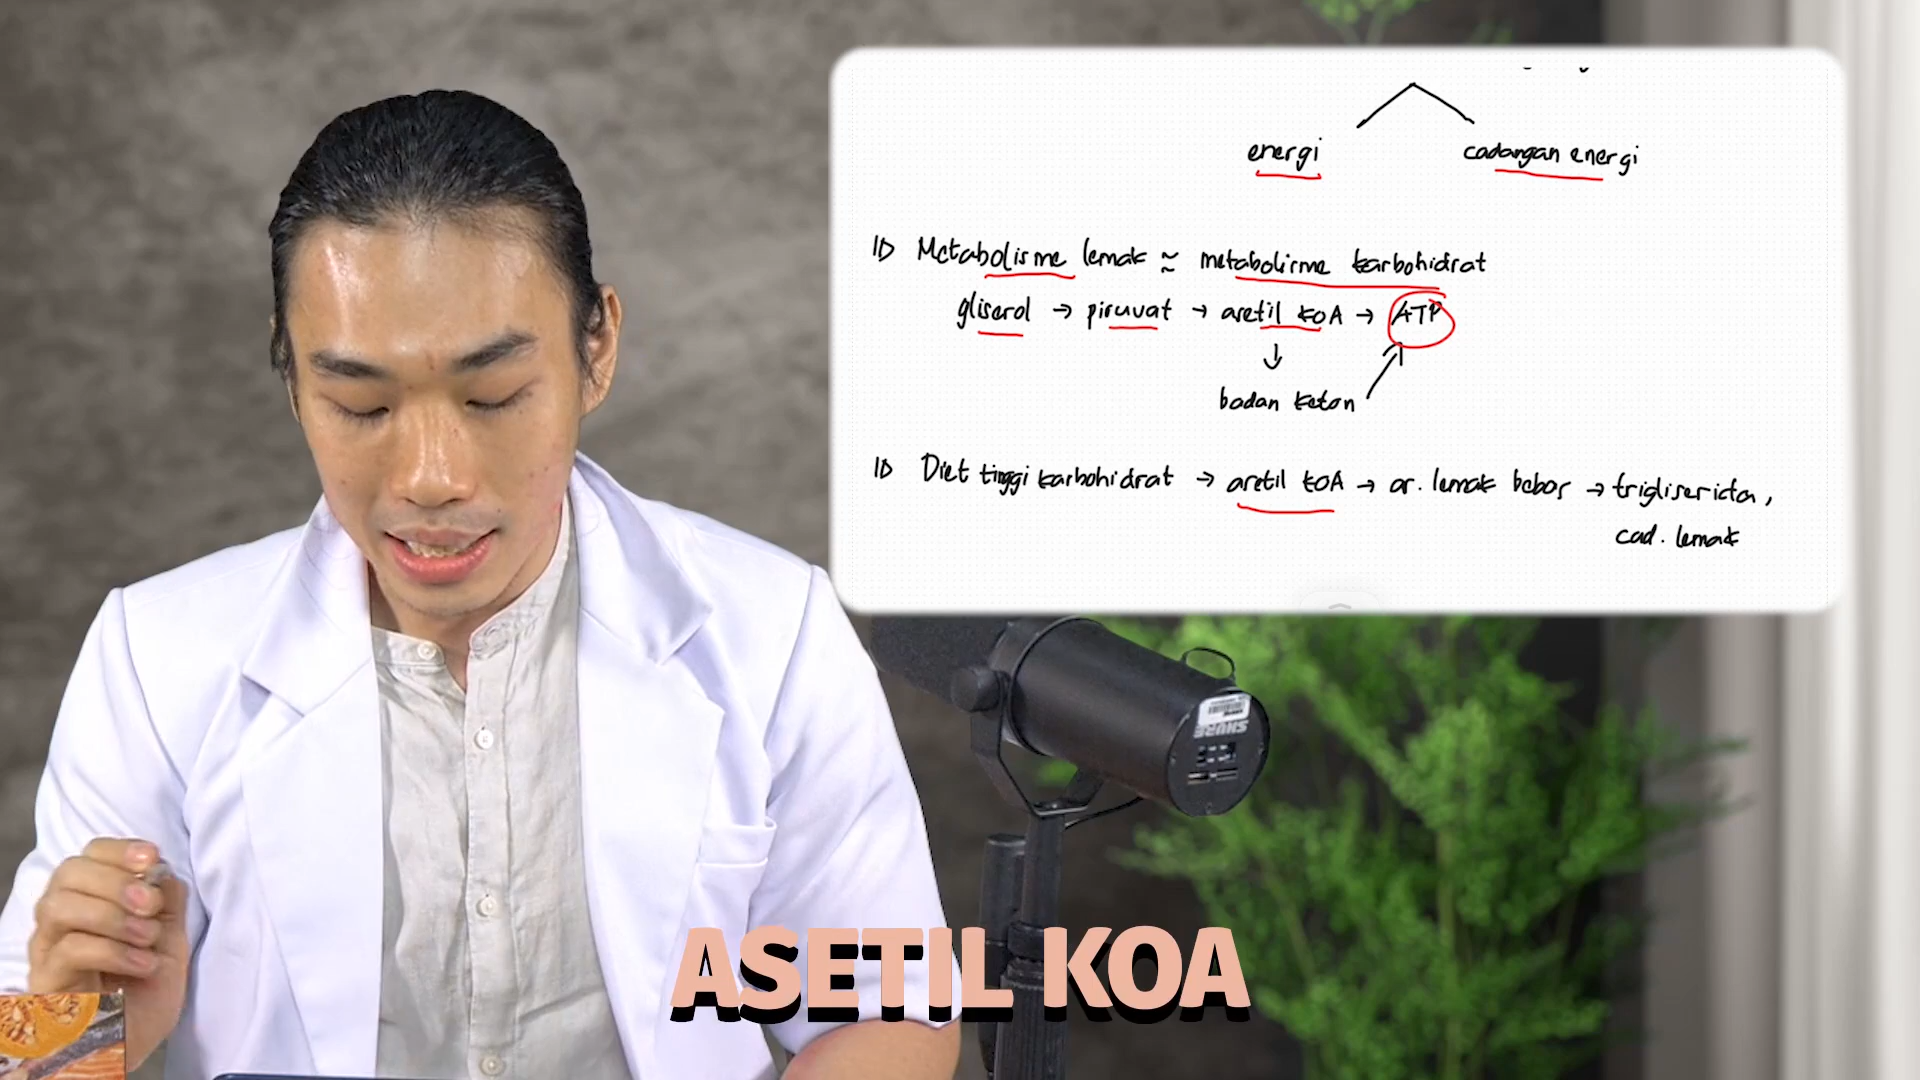 energi cadangan energi
Metabolisme lemak ≈ metabolisme karbohidrat
gliserol → piruvat → asetil KOA → ATP
↓
badan keton
Diet tinggi karbohidrat → asetil KOA → as. lemak bebas → trigliserida,
cad. lemak
SHURE
ASETIL KOA